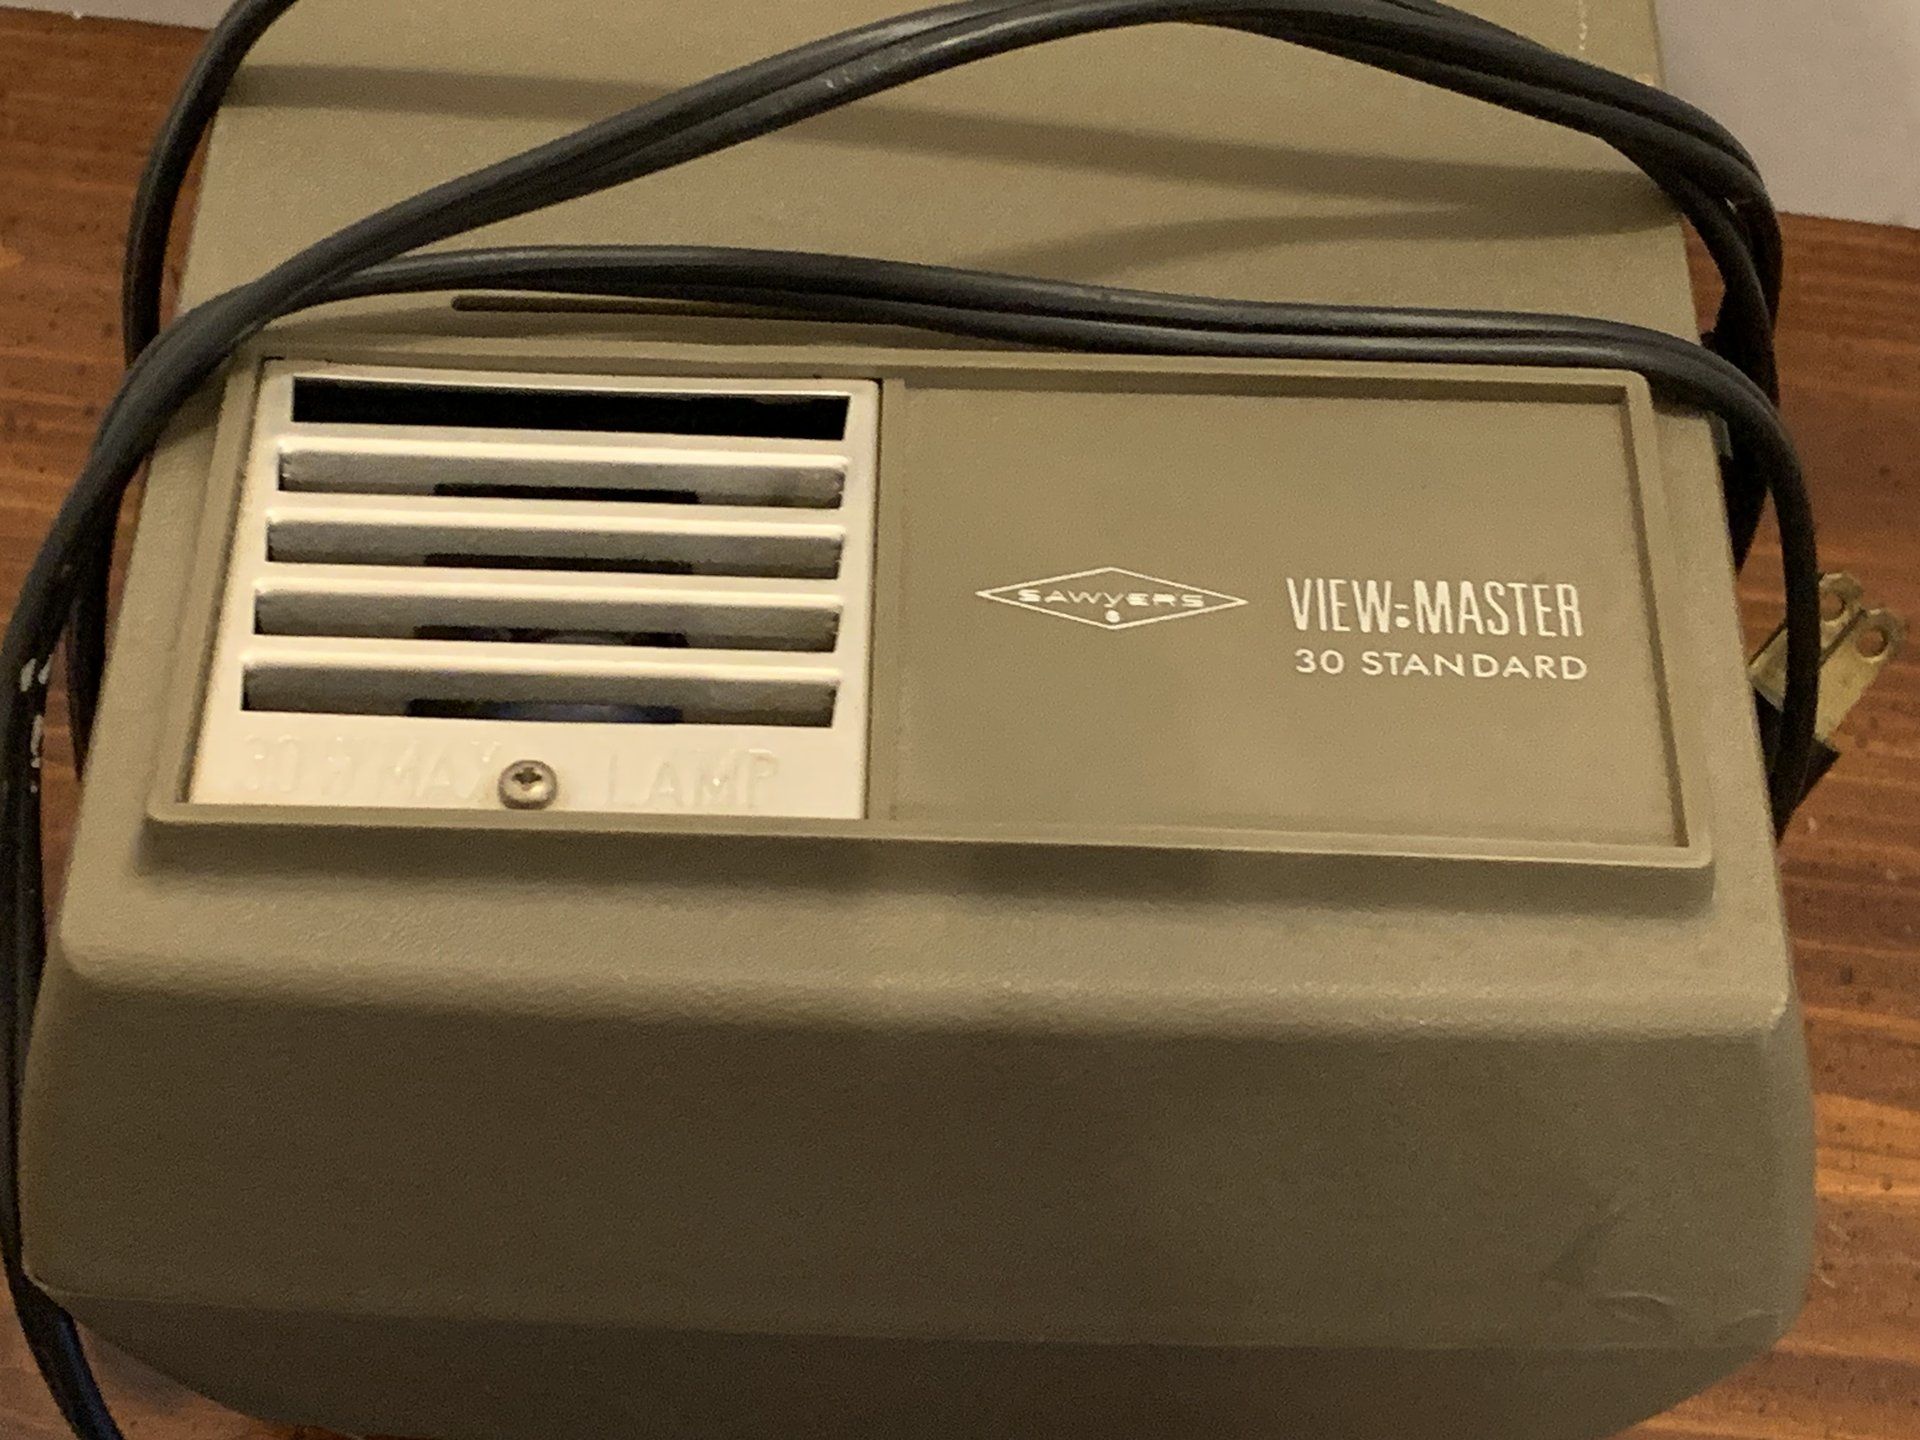 SAWYER'S
VIEW-MASTER
30 STANDARD
30 W MAX LAMP